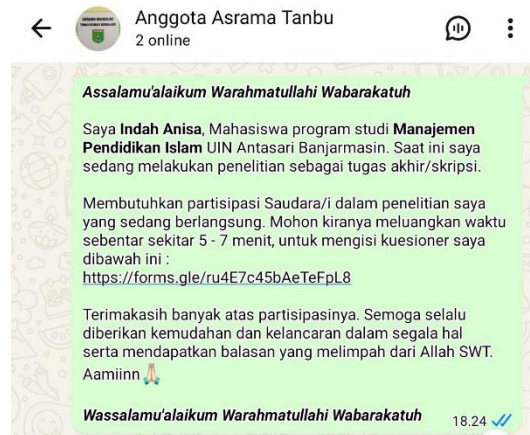 Anggota Asrama Tanbu
2 online
Assalamu'alaikum Warahmatullahi Wabarakatuh
Saya Indah Anisa, Mahasiswa program studi Manajemen
Pendidikan Islam UIN Antasari Banjarmasin. Saat ini saya
sedang melakukan penelitian sebagai tugas akhir/skripsi.
Membutuhkan partisipasi Saudara/i dalam penelitian saya
yang sedang berlangsung. Mohon kiranya meluangkan waktu
sebentar sekitar 5 - 7 menit, untuk mengisi kuesioner saya
dibawah ini :
https://forms.gle/ru4E7c45bAeTeFpL8
Terimakasih banyak atas partisipasinya. Semoga selalu
diberikan kemudahan dan kelancaran dalam segala hal
serta mendapatkan balasan yang melimpah dari Allah SWT.
Aamiinn 🙏🏻
Wassalamu'alaikum Warahmatullahi Wabarakatuh
18.24